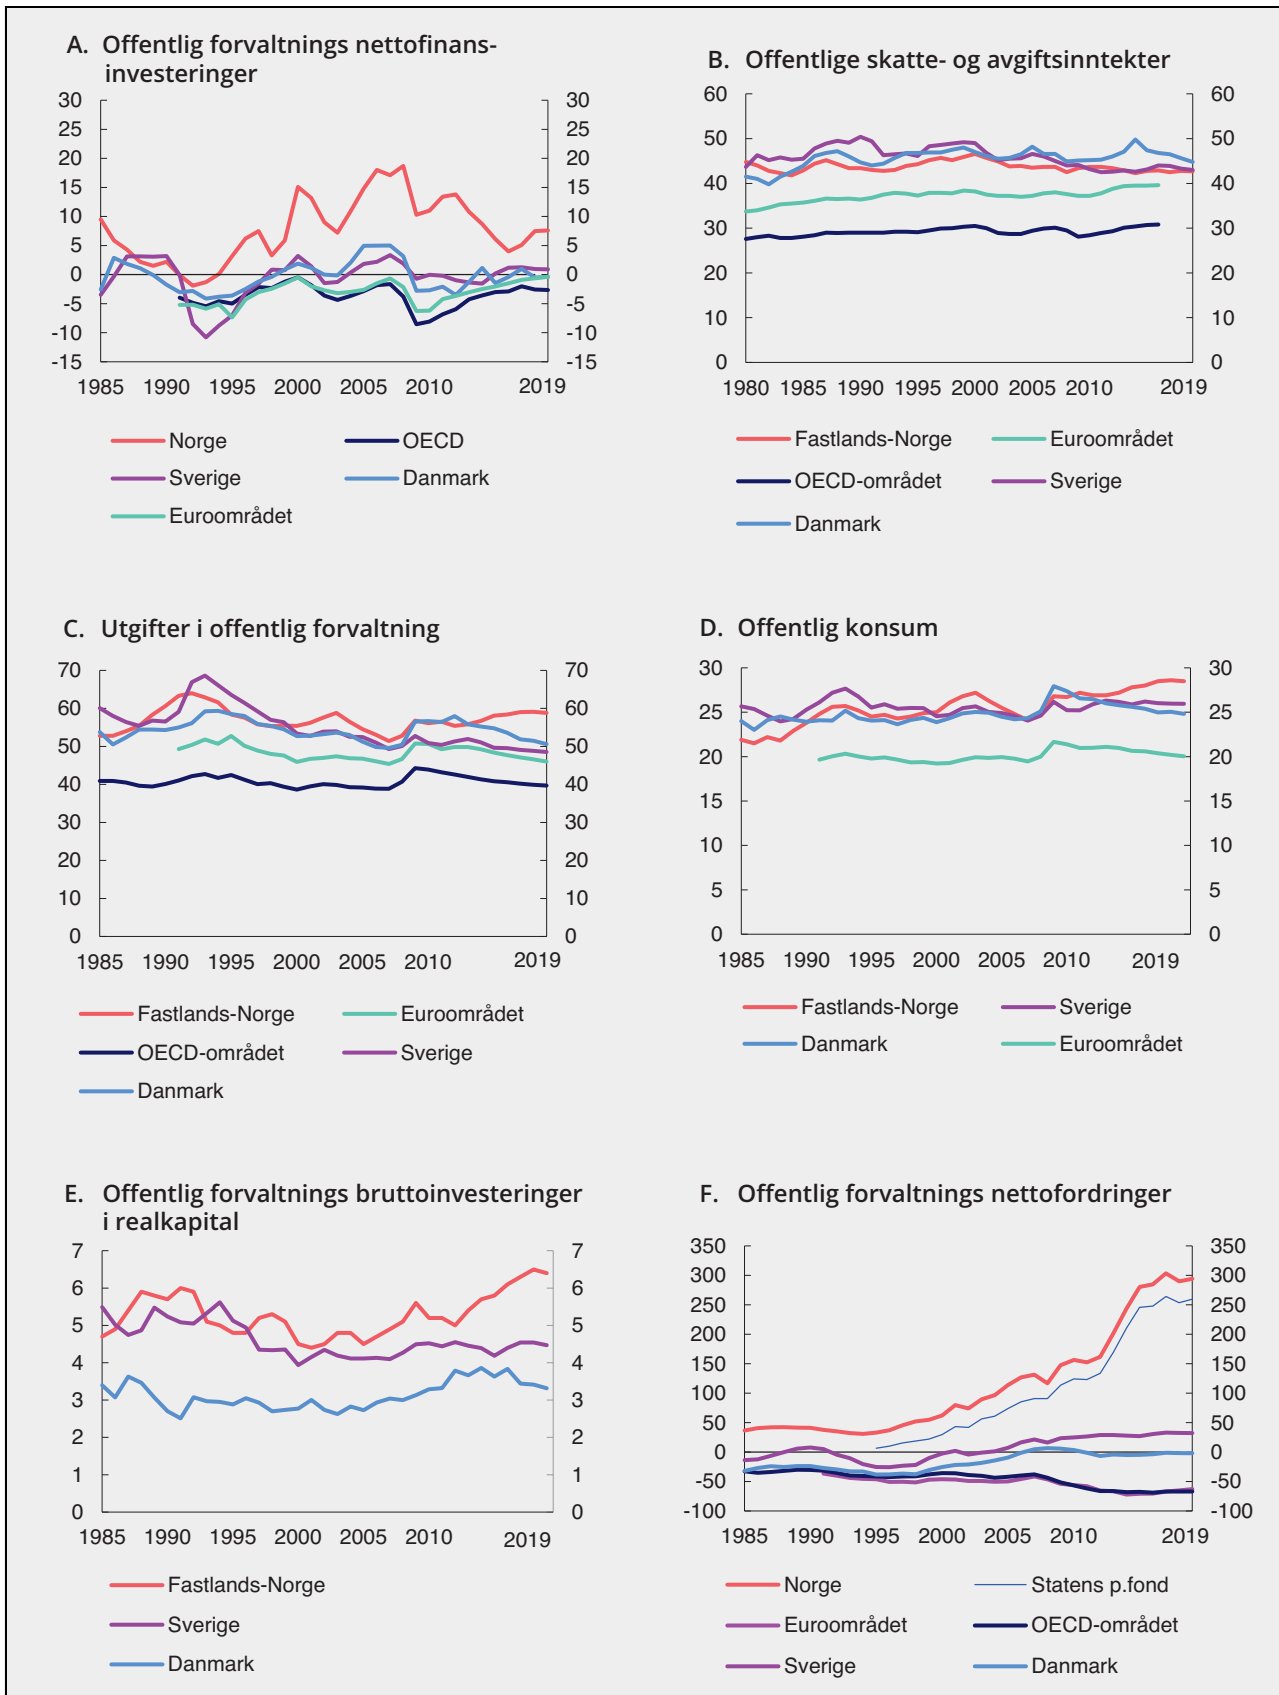 A. Offentlig forvaltnings nettofinans-
investeringer
30 30
25 25
20 20
15 15
10 10
5 5
0 0
-5 -5
-10 -10
-15 -15
1985 1990 1995 2000 2005 2010 2019
Norge OECD
Sverige Danmark
Euroområdet
B. Offentlige skatte- og avgiftsinntekter
60 60
50 50
40 40
30 30
20 20
10 10
0 0
1980 1985 1990 1995 2000 2005 2010 2019
Fastlands-Norge Euroområdet
OECD-området Sverige
Danmark
C. Utgifter i offentlig forvaltning
70 70
60 60
50 50
40 40
30 30
20 20
10 10
0 0
1985 1990 1995 2000 2005 2010 2019
Fastlands-Norge Euroområdet
OECD-området Sverige
Danmark
D. Offentlig konsum
30 30
25 25
20 20
15 15
10 10
5 5
0 0
1985 1990 1995 2000 2005 2010 2019
Fastlands-Norge Sverige
Danmark Euroområdet
E. Offentlig forvaltnings bruttoinvesteringer
i realkapital
7 7
6 6
5 5
4 4
3 3
2 2
1 1
0 0
1985 1990 1995 2000 2005 2010 2019
Fastlands-Norge
Sverige
Danmark
F. Offentlig forvaltnings nettofordringer
350 350
300 300
250 250
200 200
150 150
100 100
50 50
0 0
-50 -50
-100 -100
1985 1990 1995 2000 2005 2010 2019
Norge Statens p.fond
Euroområdet OECD-området
Sverige Danmark